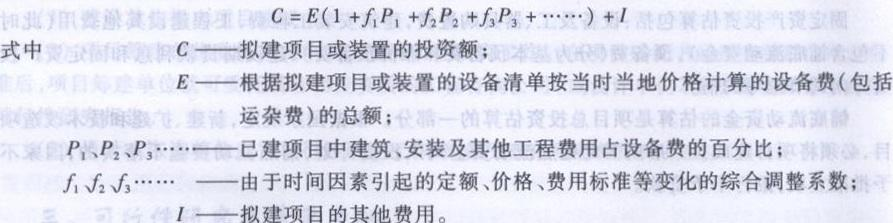 C=E(1+f₁P₁+f₂P₂+f₃P₃+……)+I
式中 C——拟建项目或装置的投资额；
E——根据拟建项目或装置的设备清单按当时当地价格计算的设备费(包括
运杂费)的总额；
P₁、P₂、P₃……——已建项目中建筑、安装及其他工程费用占设备费的百分比；
f₁、f₂、f₃……——由于时间因素引起的定额、价格、费用标准等变化的综合调整系数；
I——拟建项目的其他费用。